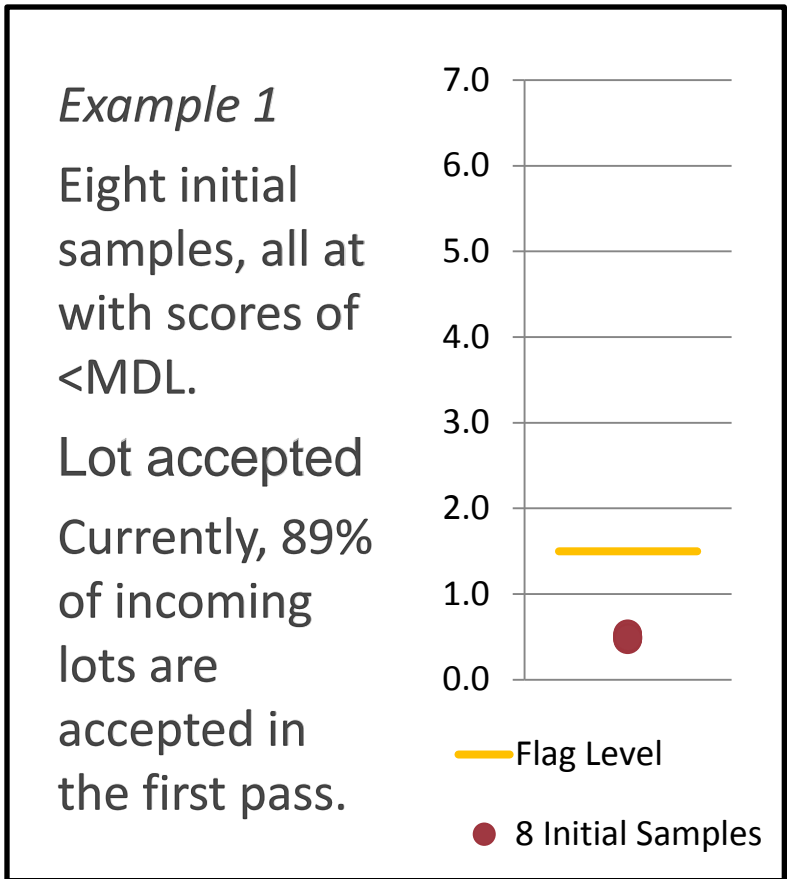 Example 1
Eight initial
samples, all at
with scores of
<MDL.
Lot accepted
Currently, 89%
of incoming
lots are
accepted in
the first pass.
7.0
6.0
5.0
4.0
3.0
2.0
1.0
0.0
Flag Level
8 Initial Samples